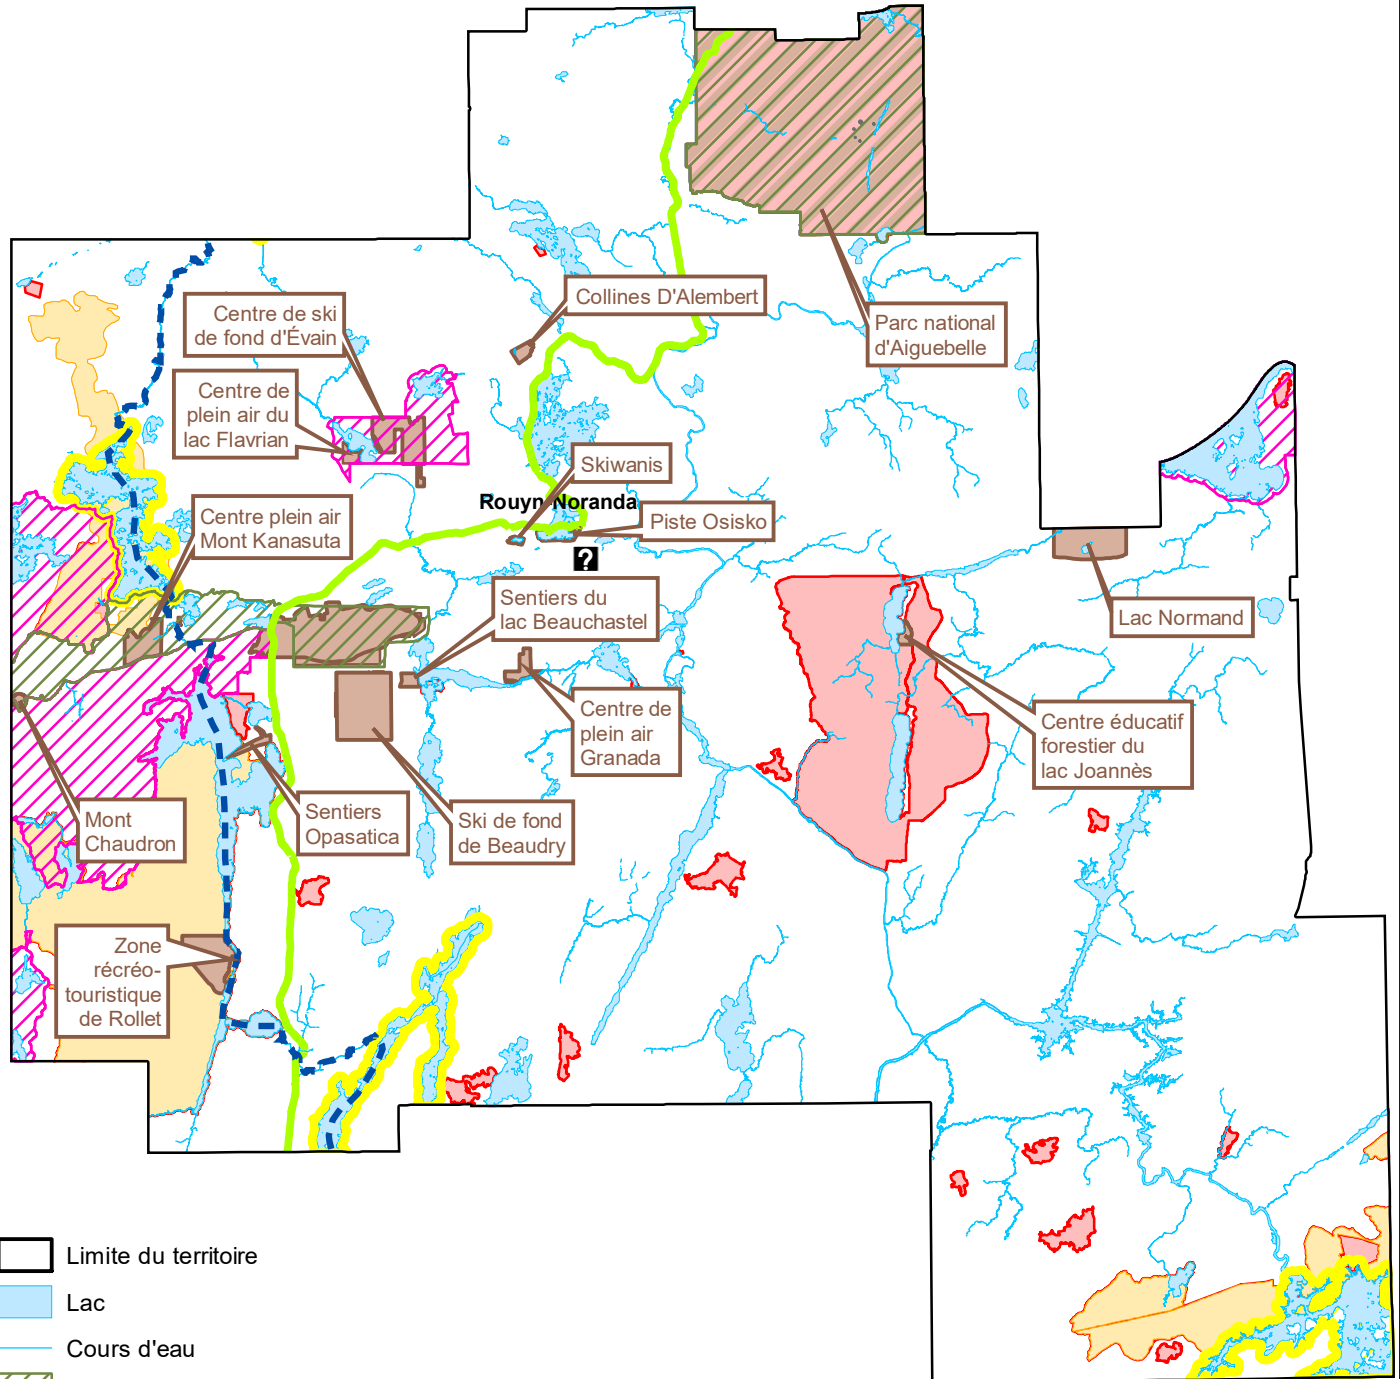 Collines D'Alembert
Centre de ski
de fond d'Évain
Parc national
d'Aiguebelle
Centre de
plein air du
lac Flavrian
Skiwanis
Rouyn-Noranda
Piste Osisko
Centre plein air
Mont Kanasuta
?
Sentiers du
lac Beauchastel
Lac Normand
Centre de
plein air
Granada
Centre éducatif
forestier du
lac Joannès
Mont
Chaudron
Sentiers
Opasatica
Ski de fond
de Beaudry
Zone
récréo-
touristique
de Rollet
Limite du territoire
Lac
Cours d'eau